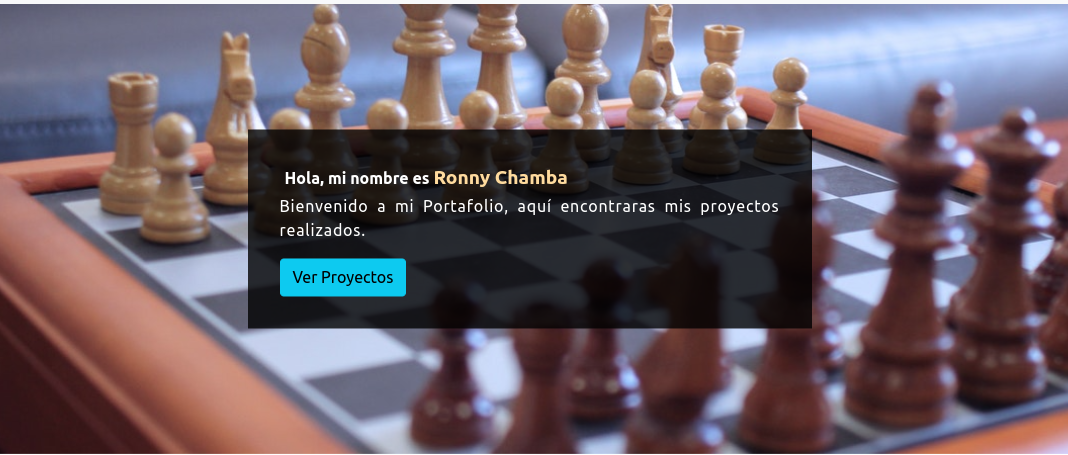 Hola, mi nombre es Ronny Chamba
Bienvenido a mi Portafolio, aquí encontraras mis proyectos
realizados.
Ver Proyectos